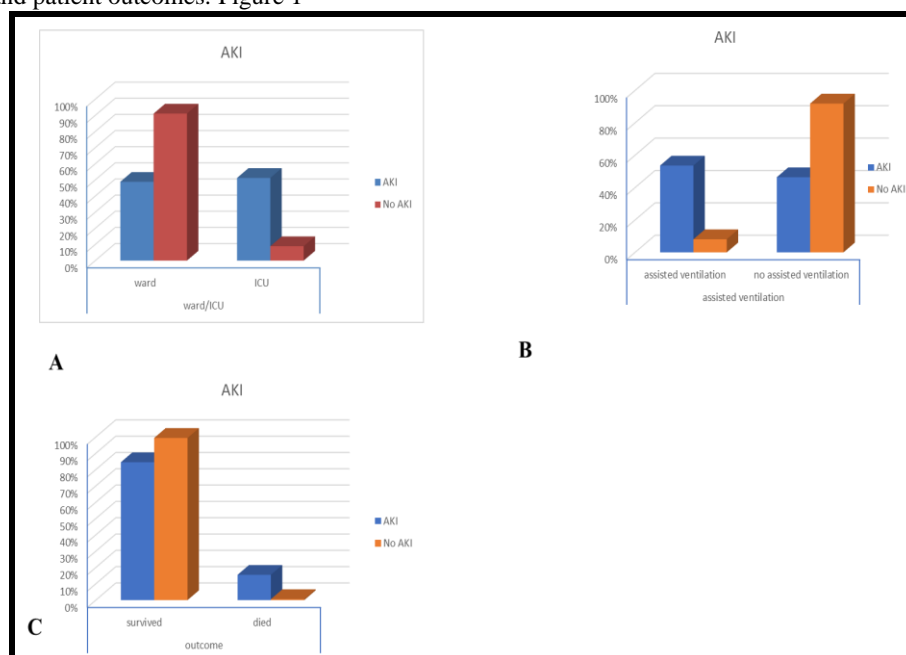 nd patient outcomes. Figure 1
AKI
100%
90%
80%
70%
60%
50%
40%
30%
20%
10%
0%
ward
ICU
ward/ICU
AKI
No AKI
A
AKI
100%
80%
60%
40%
20%
0%
assisted ventilation
no assisted ventilation
assisted ventilation
AKI
No AKI
B
AKI
100%
90%
80%
70%
60%
50%
40%
30%
20%
10%
0%
survived
died
outcome
AKI
No AKI
C